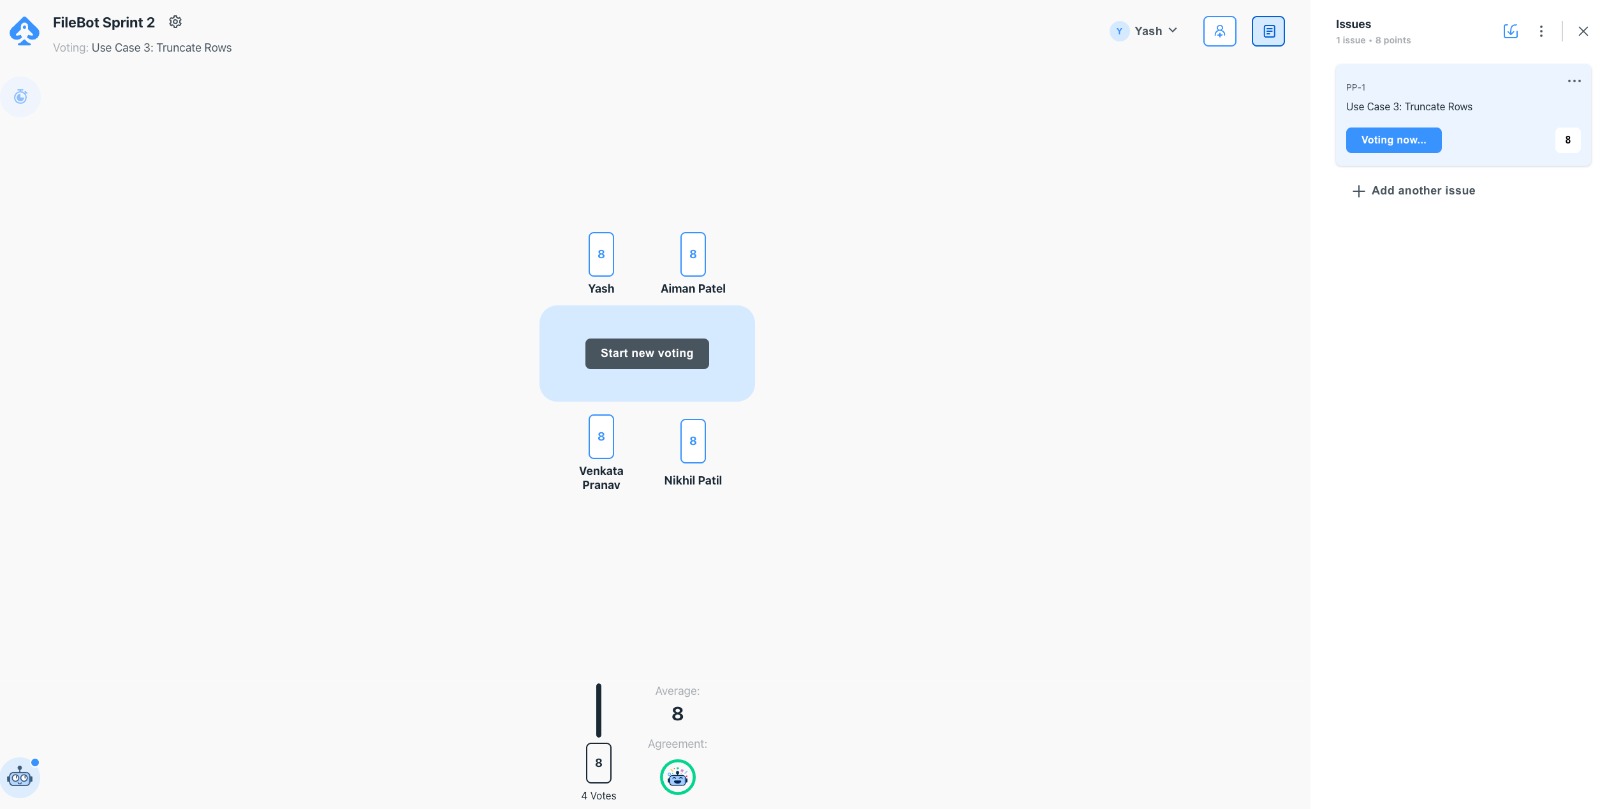 FileBot Sprint 2
Voting: Use Case 3: Truncate Rows
Y Yash
Issues
1 issue • 8 points
PP-1
Use Case 3: Truncate Rows
Voting now...
8
Add another issue
8
8
Yash
Aiman Patel
Start new voting
8
8
Venkata
Pranav
Nikhil Patil
Average:
8
Agreement:
8
4 Votes